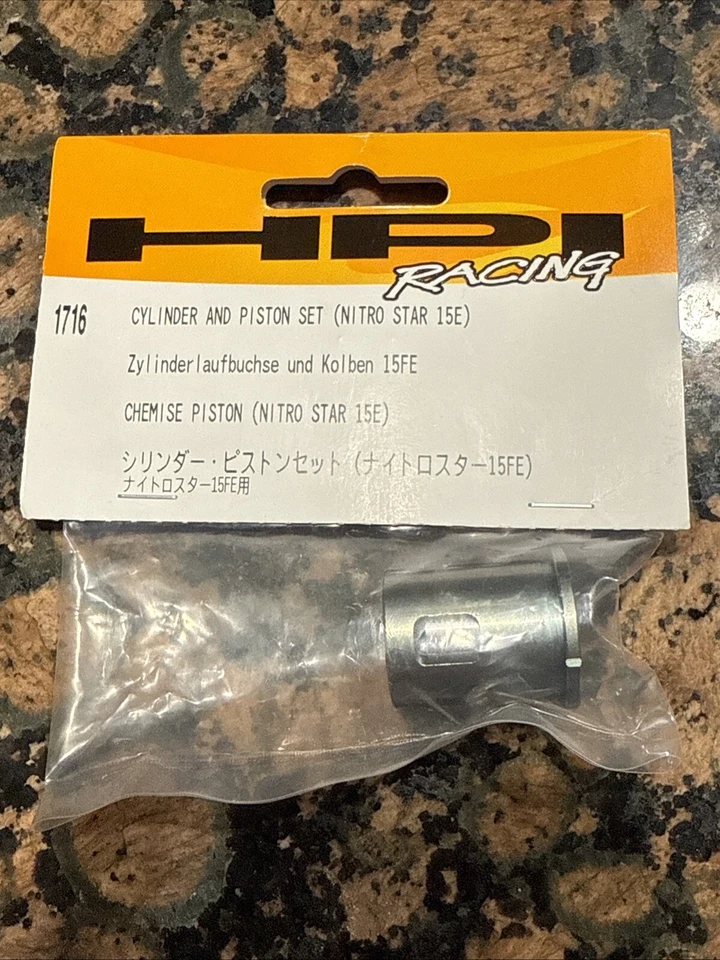 HPI
RACING
1716 CYLINDER AND PISTON SET (NITRO STAR 15E)
Zylinderlaufbuchse und Kolben 15FE
CHEMISE PISTON (NITRO STAR 15E)
シリンダー・ピストンセット (ナイトロスター15FE)
ナイトロスター15FE用